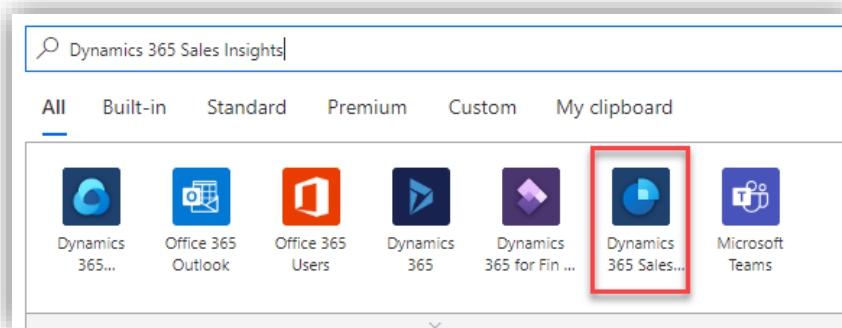 Dynamics 365 Sales Insights
All Built-in Standard Premium Custom My clipboard
Dynamics 365...
Office 365 Outlook
Office 365 Users
Dynamics 365
Dynamics 365 for Fin ...
Dynamics 365 Sales...
Microsoft Teams